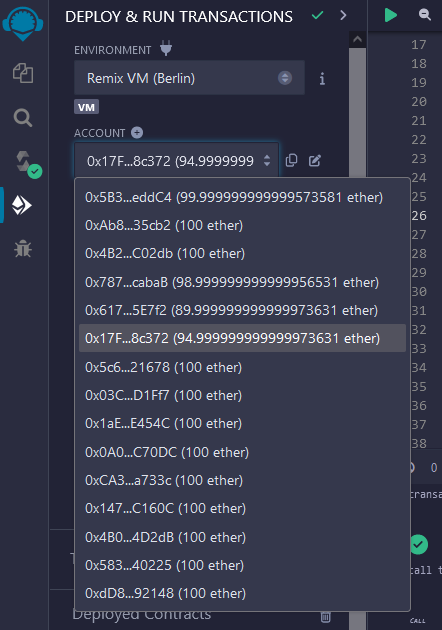 DEPLOY & RUN TRANSACTIONS
ENVIRONMENT
Remix VM (Berlin)
VM
ACCOUNT
0x17F...8c372 (94.9999999
0x5B3...eddC4 (99.999999999999573581 ether)
0xAb8...35cb2 (100 ether)
0x4B2...C02db (100 ether)
0x787...cabaB (98.999999999999956531 ether)
0x617...5E7f2 (89.999999999999973631 ether)
0x17F...8c372 (94.999999999999973631 ether)
0x5c6...21678 (100 ether)
0x03C...D1Ff7 (100 ether)
0x1aE...E454C (100 ether)
0x0A0...C70DC (100 ether)
0xCA3...a733c (100 ether)
0x147...C160C (100 ether)
0x4B0...4D2dB (100 ether)
0x583...40225 (100 ether)
0xdD8...92148 (100 ether)
Deployed Contracts
17
18
19
20
21
22
23
24
25
26
27
28
29
30
31
32
33
34
35
36
37
38
0
transa
call t
CALL